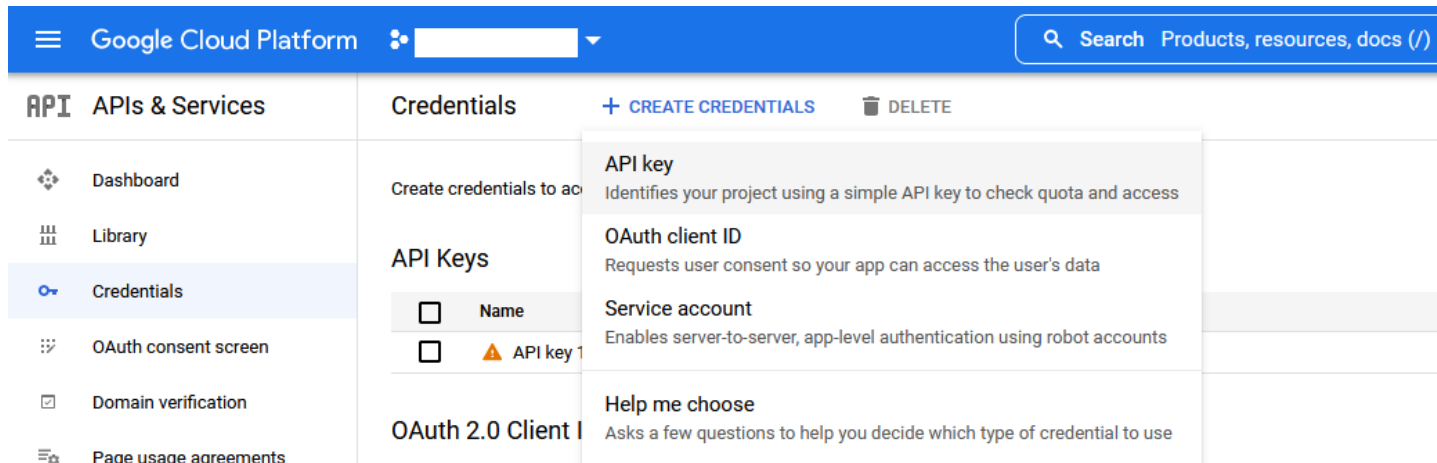 Google Cloud Platform
Search Products, resources, docs (/)
API APIs & Services
Credentials
+ CREATE CREDENTIALS
DELETE
Dashboard
Library
Credentials
OAuth consent screen
Domain verification
Page usage agreements
Create credentials to
API Keys
Name
API key 1
OAuth 2.0 Client
API key
Identifies your project using a simple API key to check quota and access
OAuth client ID
Requests user consent so your app can access the user's data
Service account
Enables server-to-server, app-level authentication using robot accounts
Help me choose
Asks a few questions to help you decide which type of credential to use